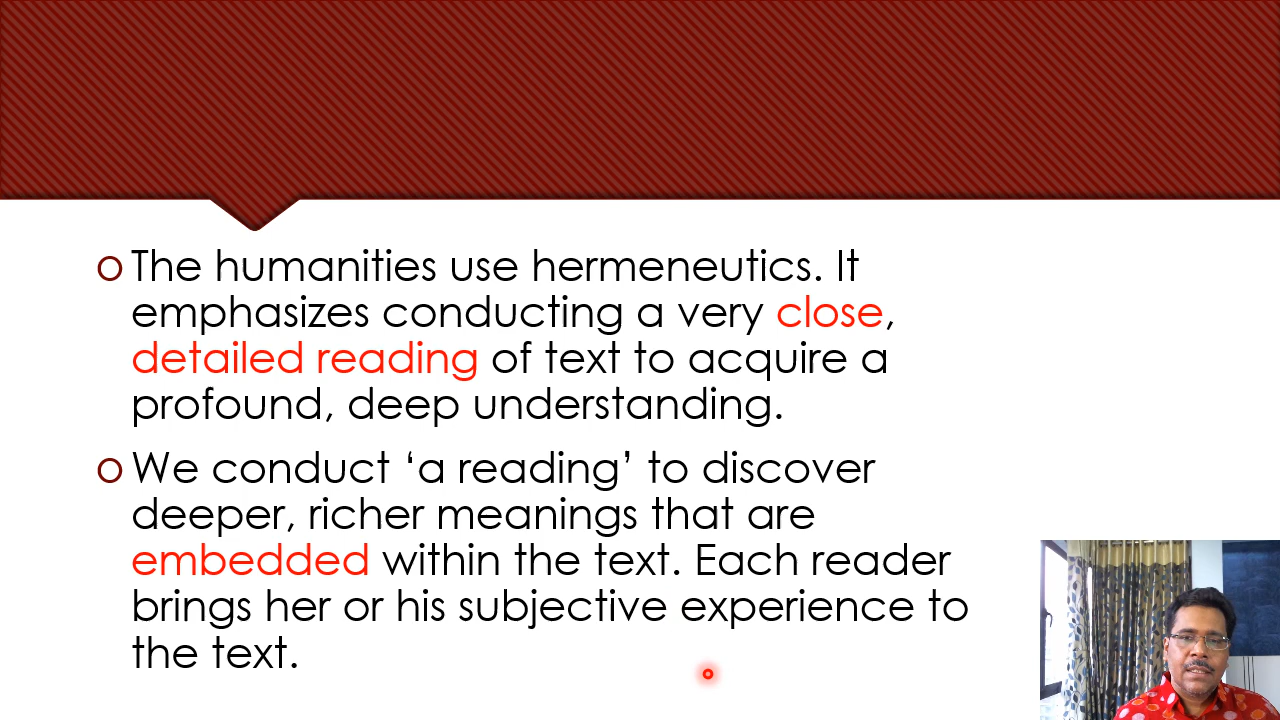 The humanities use hermeneutics. It
emphasizes conducting a very close,
detailed reading of text to acquire a
profound, deep understanding.
We conduct ‘a reading’ to discover
deeper, richer meanings that are
embedded within the text. Each reader
brings her or his subjective experience to
the text.